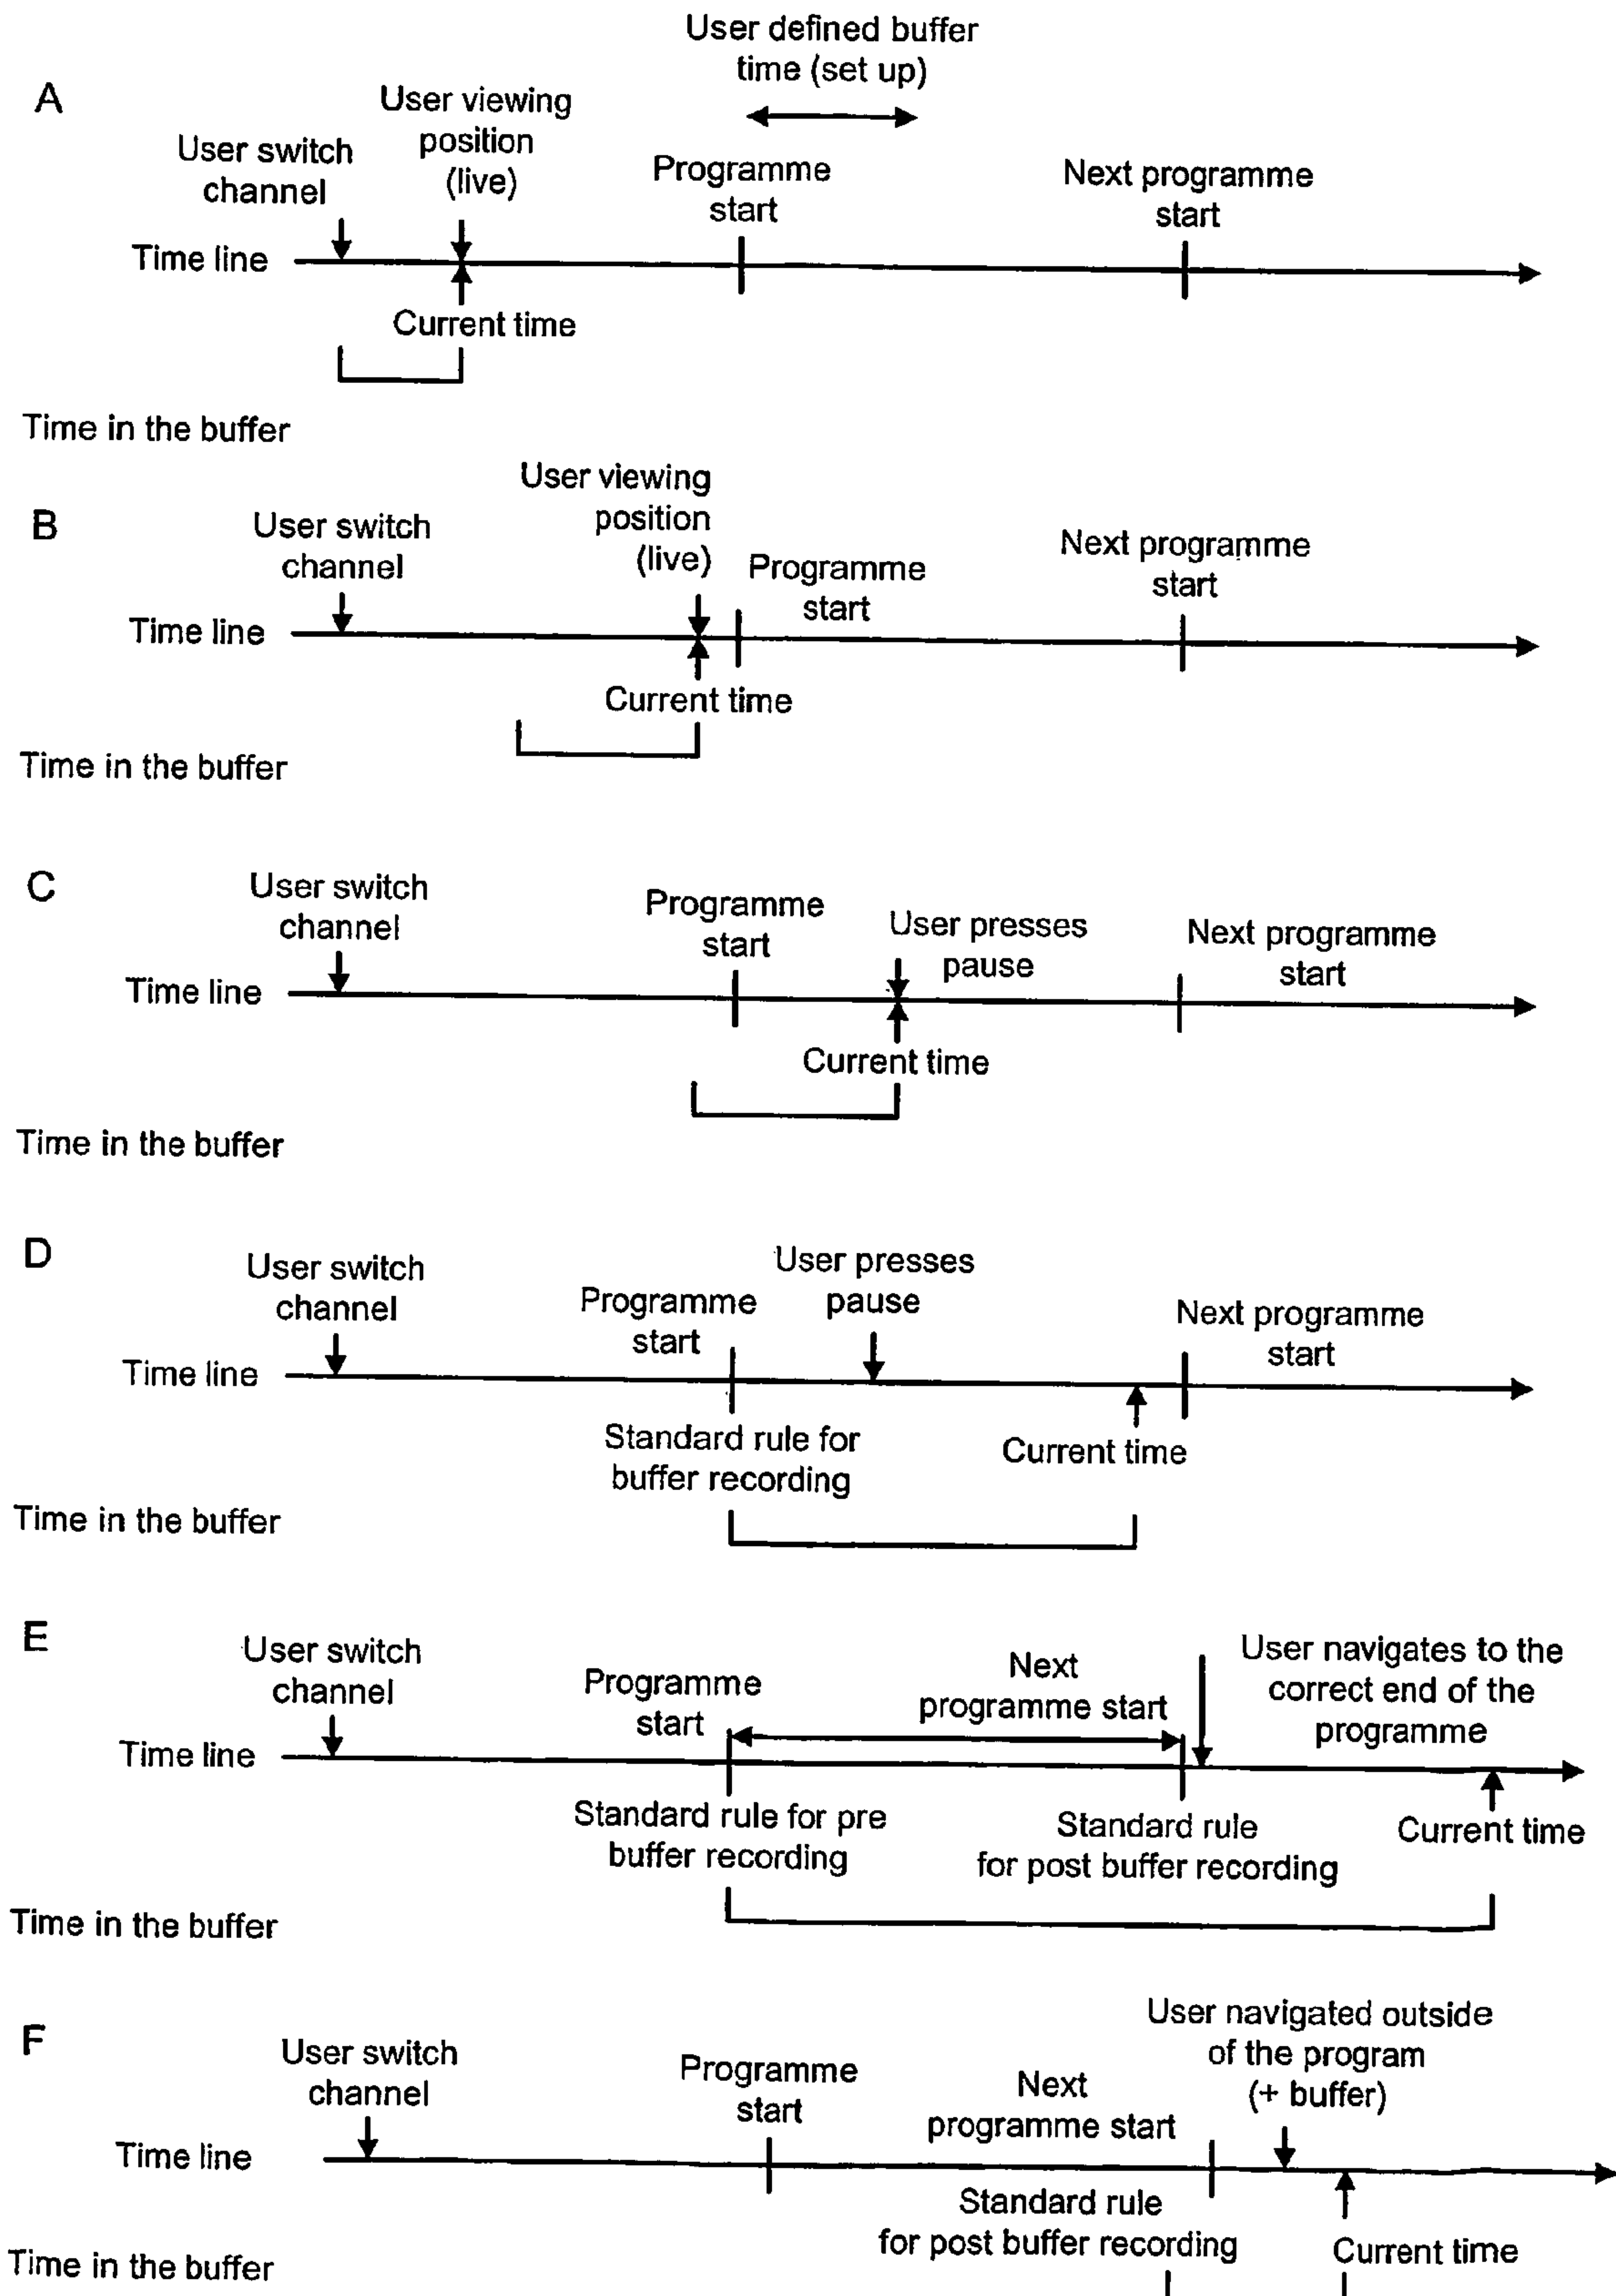 User defined buffer
time (set up)
A
User viewing
position
(live)
User switch
channel
Programme
start
Next programme
start
Time line
Current time
Time in the buffer
B
User viewing
position
(live)
User switch
channel
Programme
start
Next programme
start
Time line
Current time
Time in the buffer
C
User switch
channel
Programme
start
User presses
pause
Next programme
start
Time line
Current time
Time in the buffer
D
User switch
channel
Programme
start
User presses
pause
Next programme
start
Time line
Standard rule for
buffer recording
Current time
Time in the buffer
E
User switch
channel
Programme
start
Next
programme start
User navigates to the
correct end of the
programme
Time line
Standard rule for pre
buffer recording
Standard rule
for post buffer recording
Current time
Time in the buffer
F
User switch
channel
Programme
start
Next
programme start
User navigated outside
of the program
(+ buffer)
Time line
Standard rule
for post buffer recording
Current time
Time in the buffer